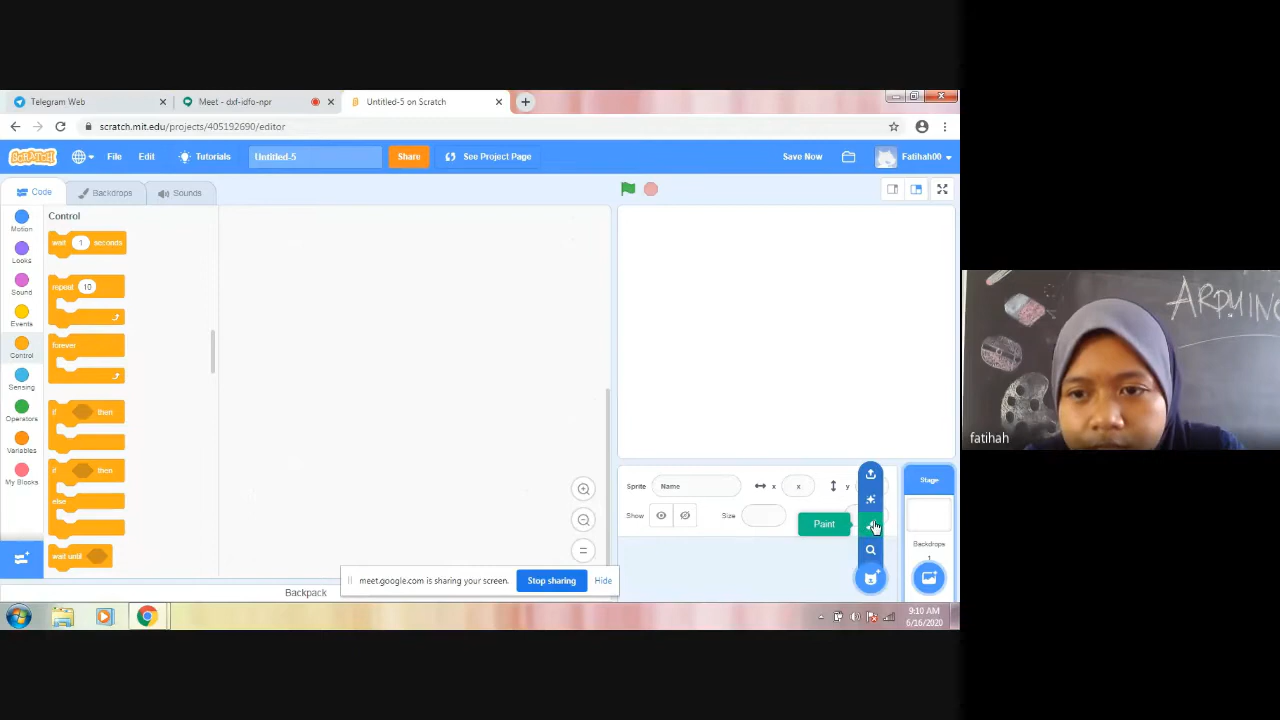 Telegram Web
Meet - dxf-idfo-npr
Untitled-5 on Scratch
scratch.mit.edu/projects/405192690/editor
SCRATCH
File
Edit
Tutorials
Untitled-5
Share
See Project Page
Save Now
Fatihah00
Code
Backdrops
Sounds
Motion
Looks
Sound
Events
Control
Sensing
Operators
Variables
My Blocks
Control
wait 1 seconds
repeat 10
forever
if then
if then
else
wait until
Sprite
Name
x
x
y
Show
Size
Paint
Stage
Backdrops
1
meet.google.com is sharing your screen.
Stop sharing
Hide
Backpack
9:10 AM
6/16/2020
ARDUINO
fatihah